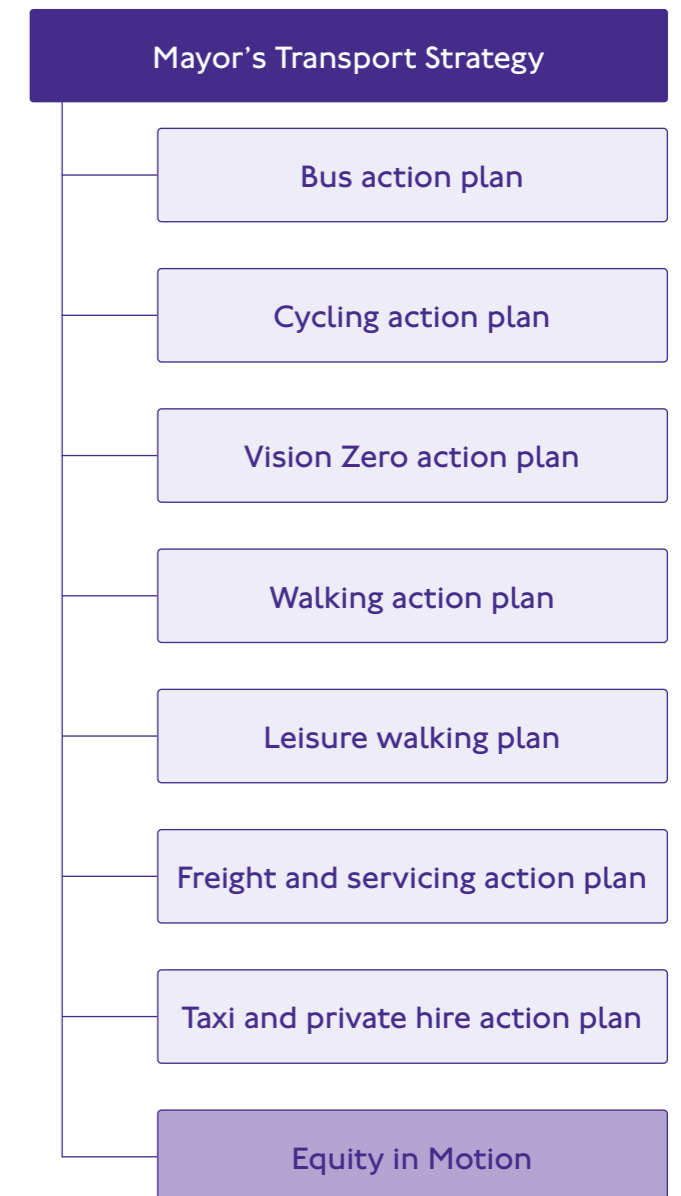 Mayor’s Transport Strategy
Bus action plan
Cycling action plan
Vision Zero action plan
Walking action plan
Leisure walking plan
Freight and servicing action plan
Taxi and private hire action plan
Equity in Motion